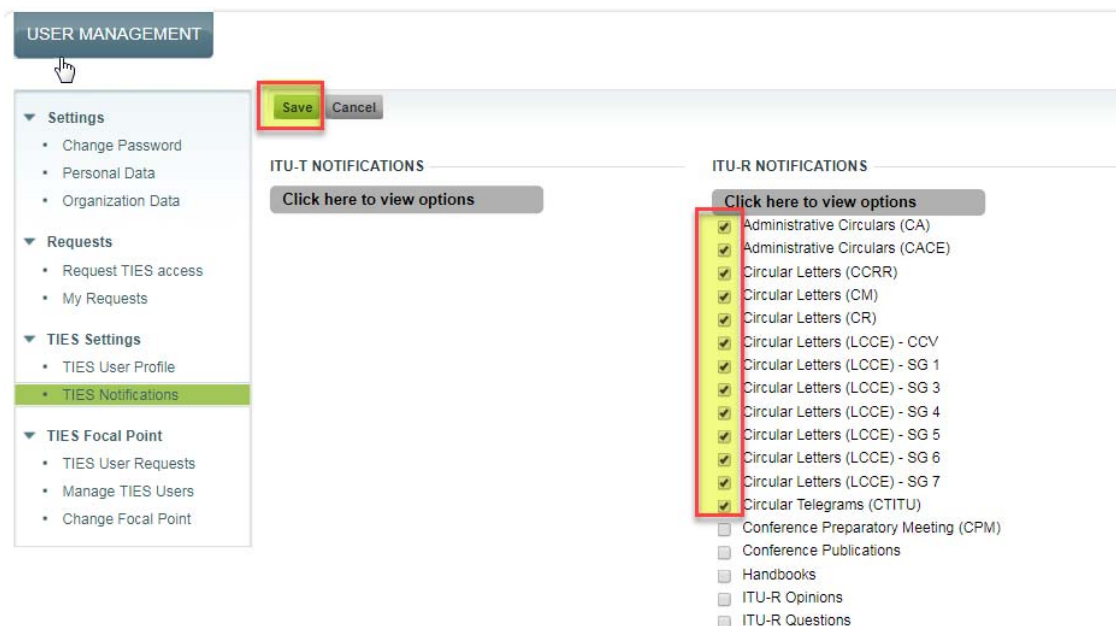 USER MANAGEMENT
Settings
Change Password
Personal Data
Organization Data
Requests
Request TIES access
My Requests
TIES Settings
TIES User Profile
TIES Notifications
TIES Focal Point
TIES User Requests
Manage TIES Users
Change Focal Point
Save Cancel
ITU-T NOTIFICATIONS
Click here to view options
ITU-R NOTIFICATIONS
Click here to view options
Administrative Circulars (CA)
Administrative Circulars (CACE)
Circular Letters (CCRR)
Circular Letters (CM)
Circular Letters (CR)
Circular Letters (LCCE) - CCV
Circular Letters (LCCE) - SG 1
Circular Letters (LCCE) - SG 3
Circular Letters (LCCE) - SG 4
Circular Letters (LCCE) - SG 5
Circular Letters (LCCE) - SG 6
Circular Letters (LCCE) - SG 7
Circular Telegrams (CTITU)
Conference Preparatory Meeting (CPM)
Conference Publications
Handbooks
ITU-R Opinions
ITU-R Questions